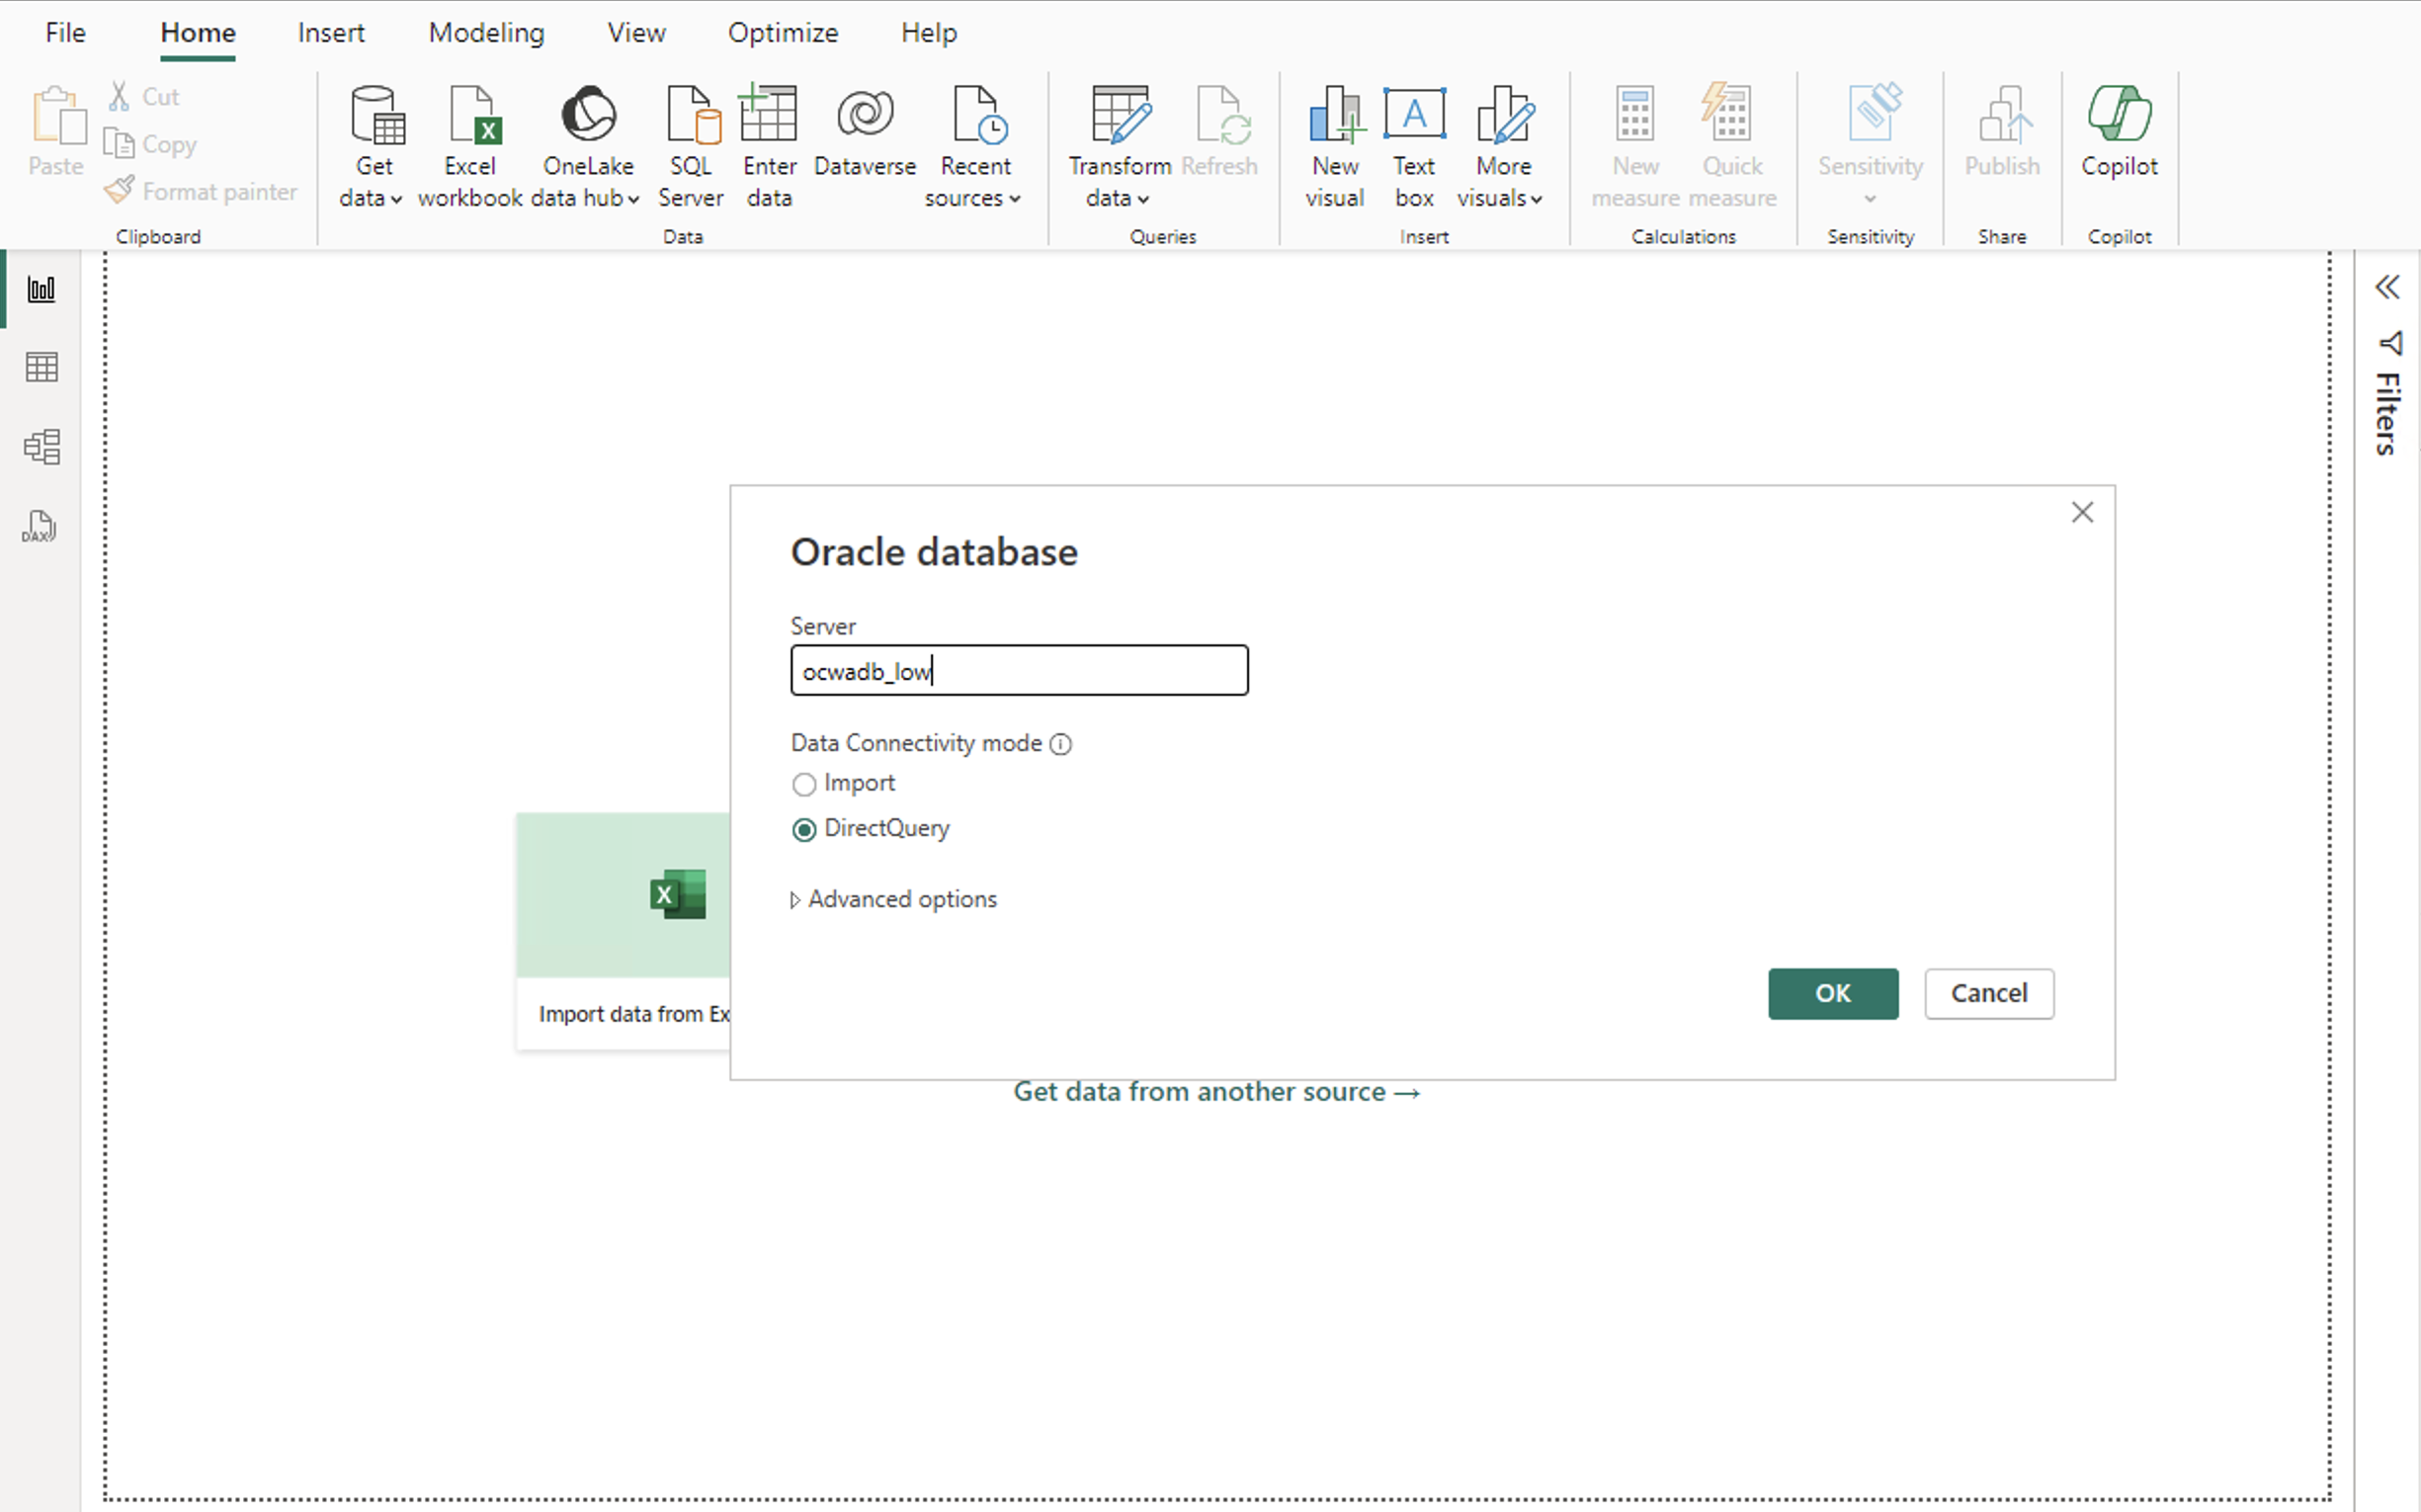 File Home Insert Modeling View Optimize Help
Paste
Cut
Copy
Format painter
Clipboard
Get
data
Excel
workbook
OneLake
data hub
SQL
Server
Enter
data
Dataverse
Recent
sources
Data
Transform
data
Refresh
Queries
New
visual
Text
box
More
visuals
Insert
New
measure
Quick
measure
Calculations
Sensitivity
Sensitivity
Publish
Share
Copilot
Copilot
DAX
Filters
Oracle database
Server
ocwadb_low
Data Connectivity mode
Import
DirectQuery
Advanced options
OK
Cancel
Import data from Ex
Get data from another source →